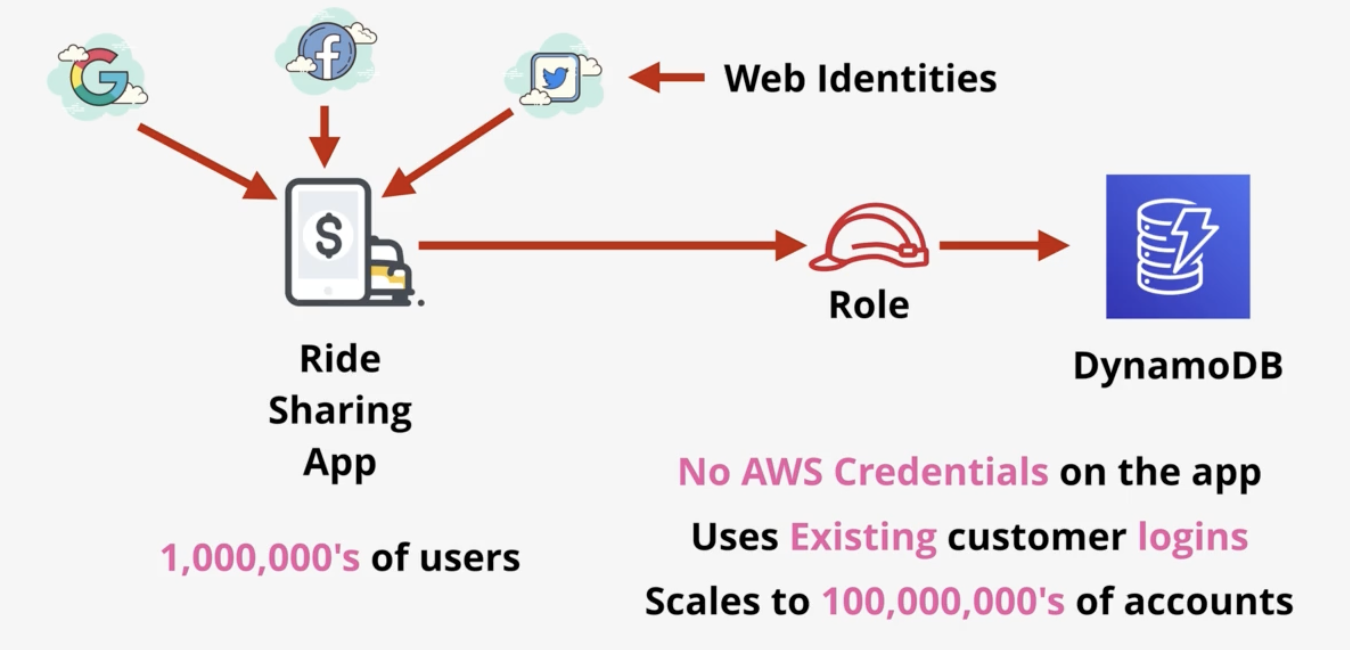 Web Identities
Ride
Sharing
App
Role
DynamoDB
1,000,000's of users
No AWS Credentials on the app
Uses Existing customer logins
Scales to 100,000,000's of accounts